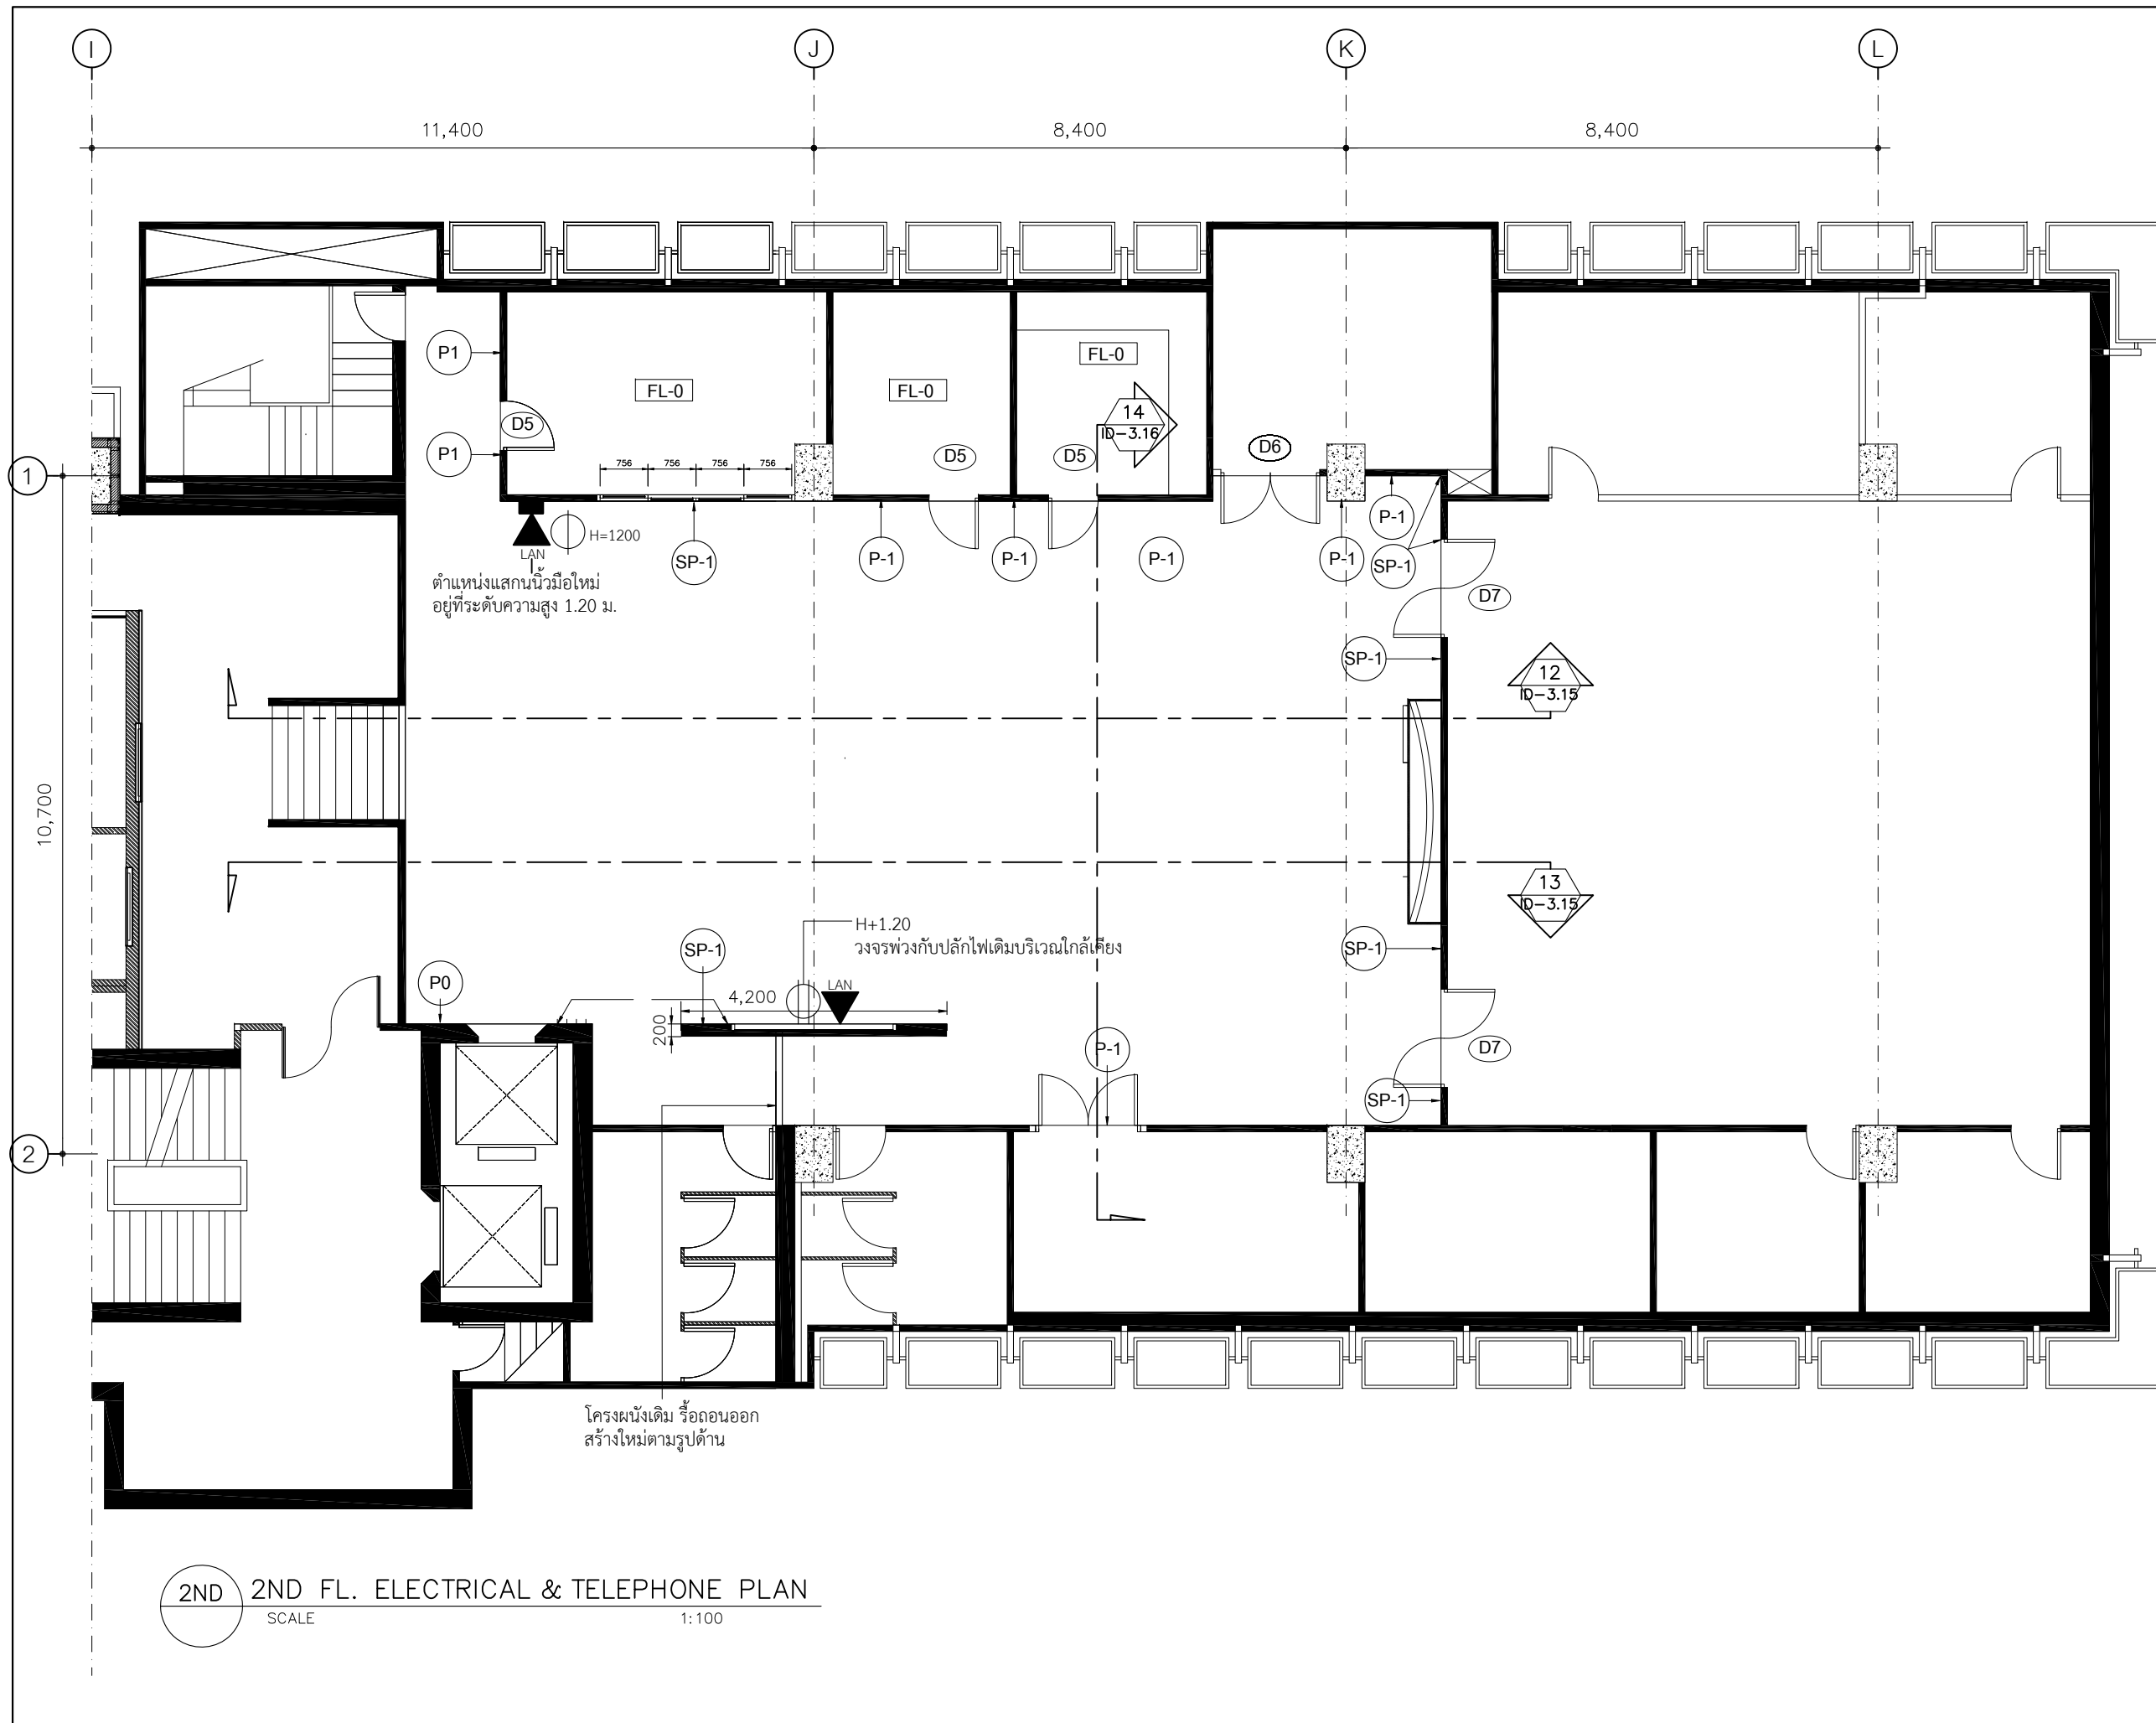 I
J
K
L
11,400
8,400
8,400
P1
FL-0
FL-0
FL-0
14
ID-3.16
D5
P1
D5
D5
D6
1
756 756 756 756
P-1
H=1200
LAN
SP-1
P-1
P-1
P-1
P-1
SP-1
ตำแหน่งแสกนนิ้วมือใหม่
อยู่ที่ระดับความสูง 1.20 ม.
D7
SP-1
12
ID-3.15
10,700
13
ID-3.15
H+1.20
วงจรพ่วงกับปลักไฟเดิมบริเวณใกล้เคียง
SP-1
SP-1
P0
4,200
LAN
200
P-1
D7
SP-1
2
โครงผนังเดิม รื้อถอนออก
สร้างใหม่ตามรูปด้าน
2ND
2ND FL. ELECTRICAL & TELEPHONE PLAN
SCALE 1:100